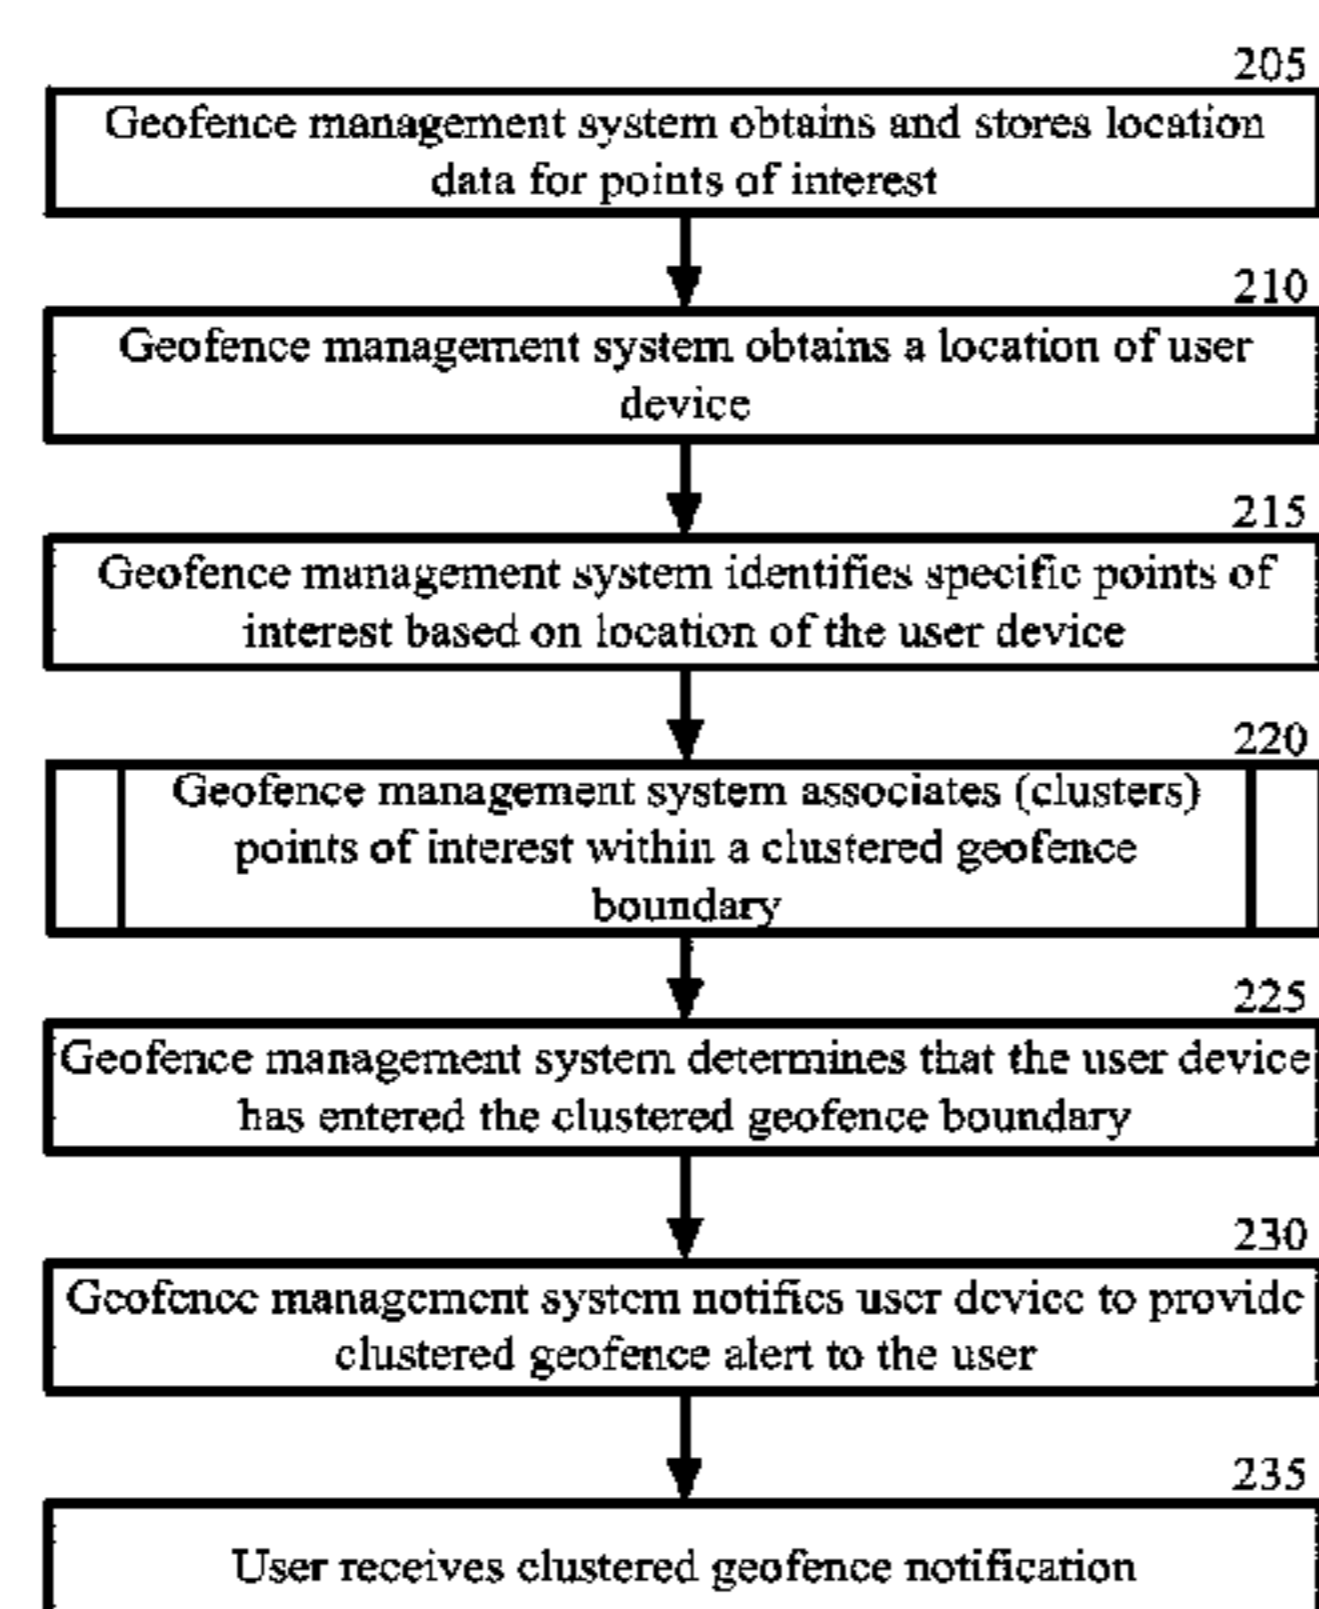 205
Geofence management system obtains and stores location
data for points of interest
210
Geofence management system obtains a location of user
device
215
Geofence management system identifies specific points of
interest based on location of the user device
220
Geofence management system associates (clusters)
points of interest within a clustered geofence
boundary
225
Geofence management system determines that the user device
has entered the clustered geofence boundary
230
Geofence management system notifies user device to provide
clustered geofence alert to the user
235
User receives clustered geofence notification